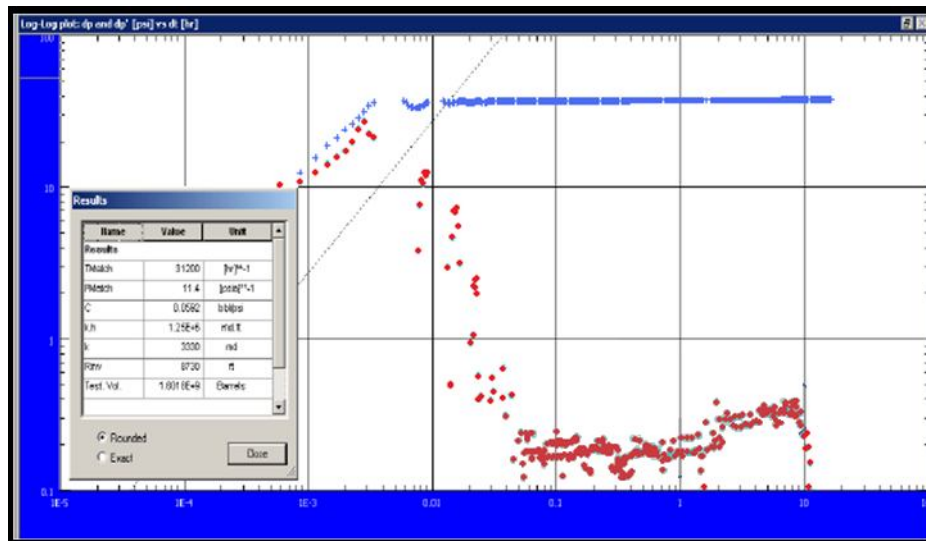 Log-Log plot: dp and dp' [psi] vs dt [hr]
100
10
1
0.1
1E-5
1E-4
1E-3
0.01
0.1
1
10
Results
Name Value Unit
Results
TMatch 31200 [hr]**-1
PMatch 11.4 [psia]**-1
C 0.0592 bbl/psi
k.h 1.25E+6 md.ft
k 3330 md
Rinv 8730 ft
Test. Vol. Barrels
Rounded
Exact
Close